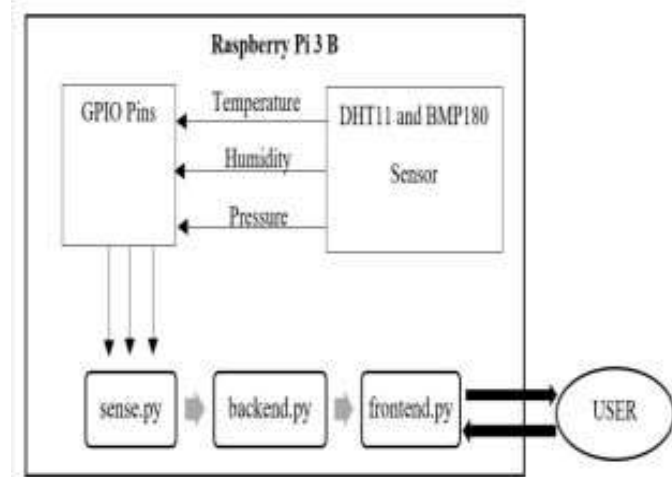 Raspberry Pi 3 B
GPIO Pins
Temperature
Humidity
Pressure
DHT11 and BMP180
Sensor
sense.py
backend.py
frontend.py
USER